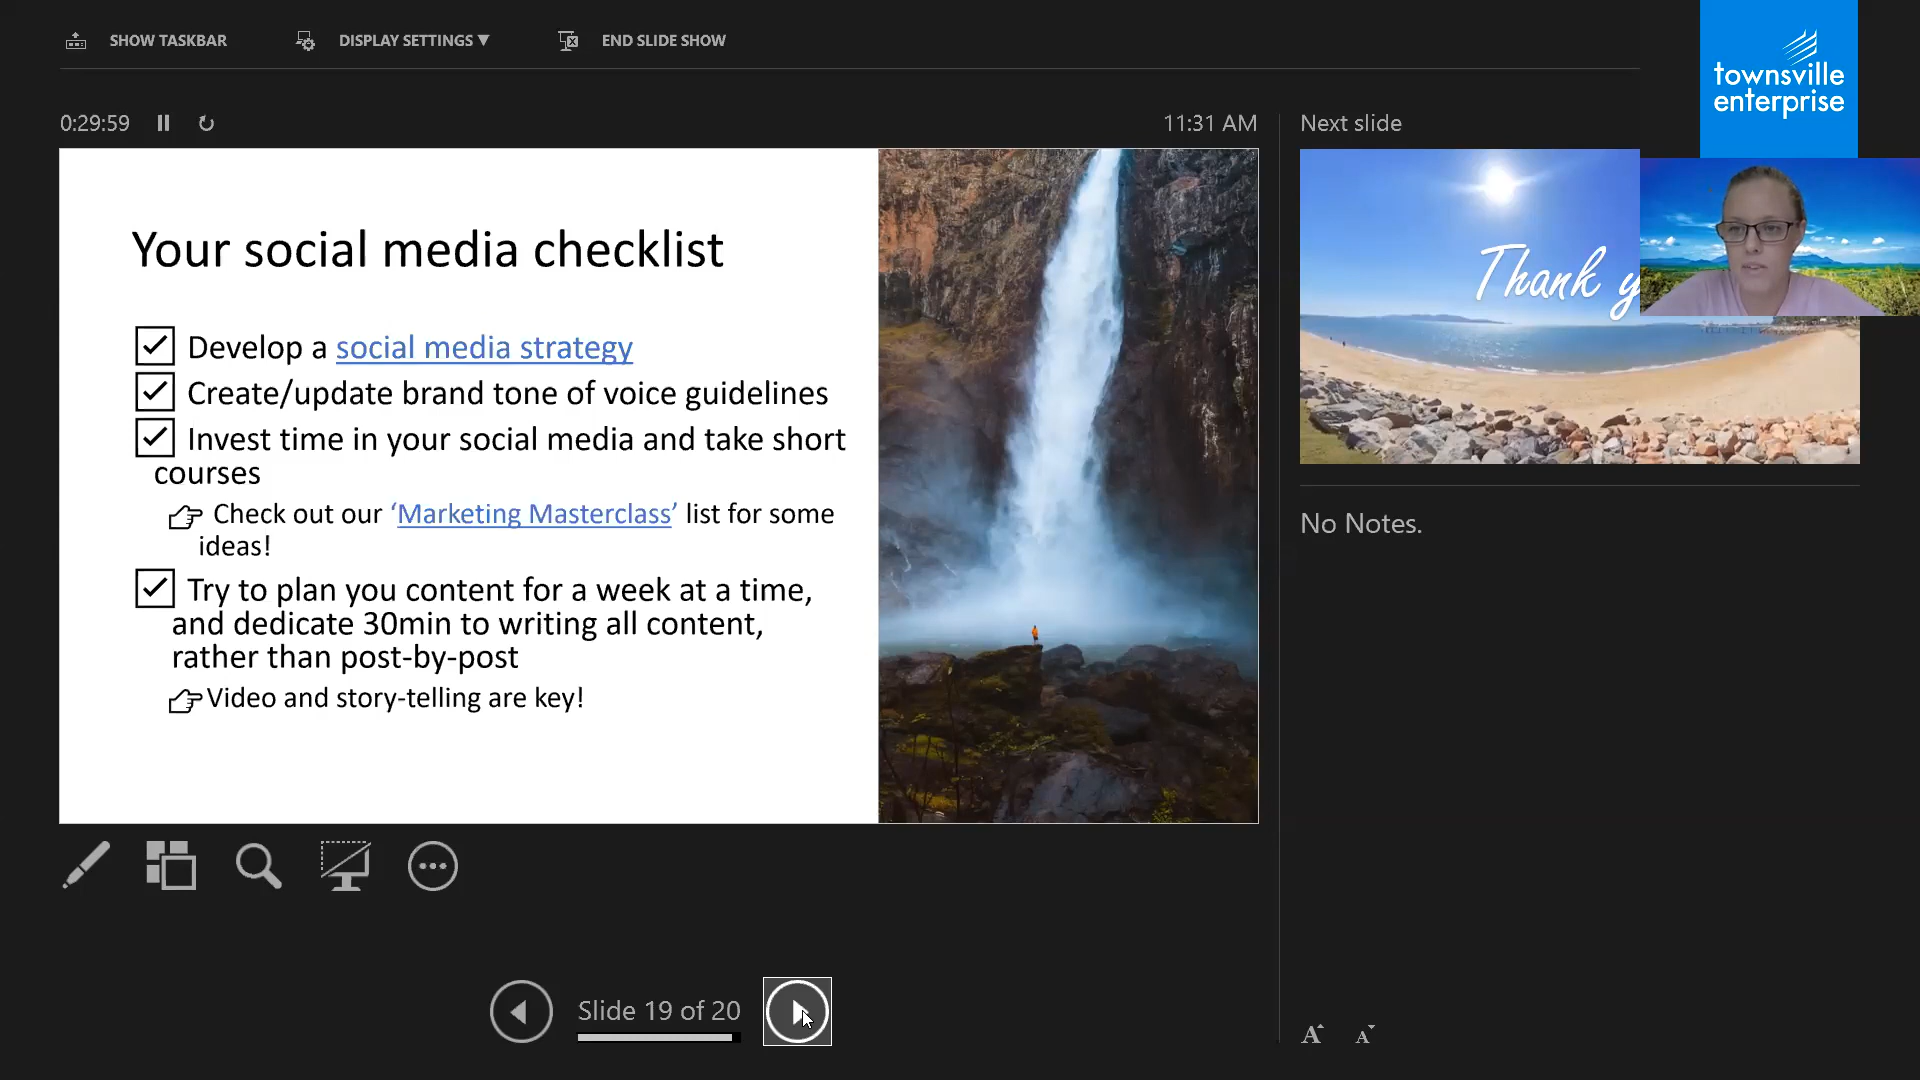 SHOW TASKBAR
DISPLAY SETTINGS ▼
END SLIDE SHOW
townsville
enterprise
0:29:59
11:31 AM
Next slide
Your social media checklist
Develop a social media strategy
Create/update brand tone of voice guidelines
Invest time in your social media and take short
courses
Check out our ‘Marketing Masterclass’ list for some
ideas!
Try to plan you content for a week at a time,
and dedicate 30min to writing all content,
rather than post-by-post
Video and story-telling are key!
Thank y
No Notes.
Slide 19 of 20
A A